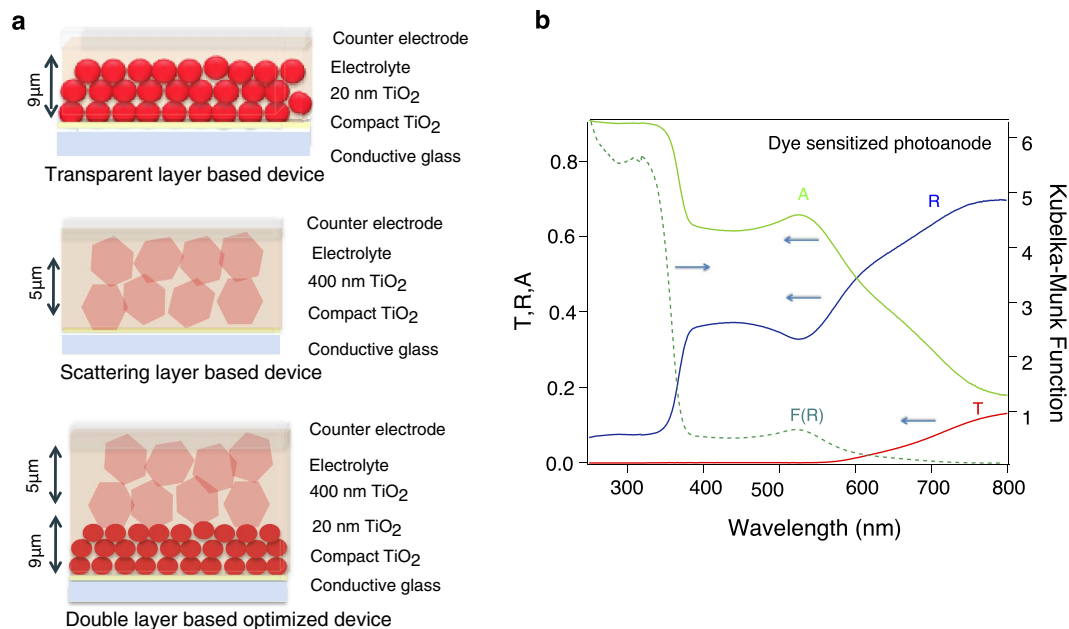 a
Counter electrode
Electrolyte
20 nm TiO2
Compact TiO2
Conductive glass
9μm
Transparent layer based device
Counter electrode
Electrolyte
400 nm TiO2
Compact TiO2
Conductive glass
5μm
Scattering layer based device
Counter electrode
Electrolyte
400 nm TiO2
20 nm TiO2
Compact TiO2
Conductive glass
5μm
9μm
Double layer based optimized device
b
Dye sensitized photoanode
A
R
T
F(R)
T,R,A
0.8
0.6
0.4
0.2
0.0
6
5
4
3
2
1
Kubelka-Munk Function
300 400 500 600 700 800
Wavelength (nm)